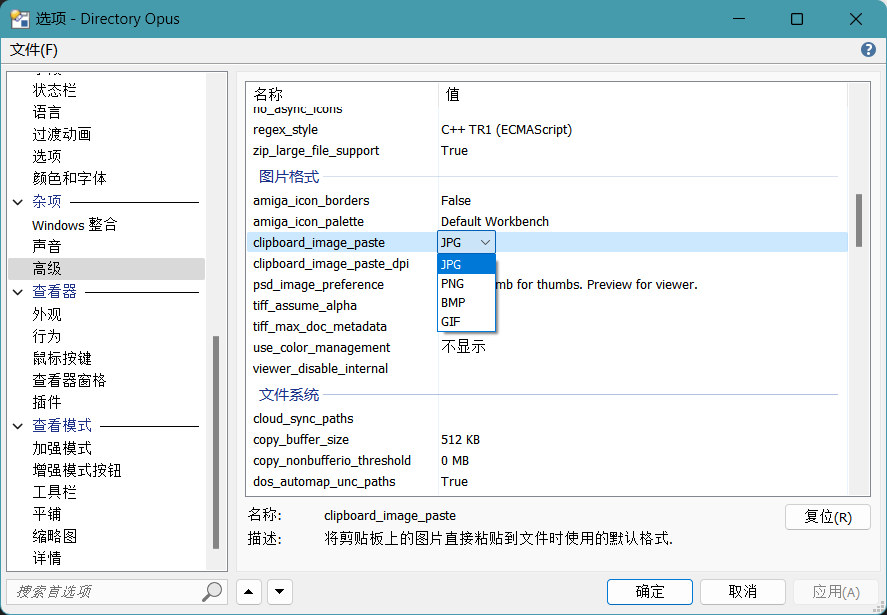 选项 - Directory Opus
文件(F)
状态栏
语言
过渡动画
选项
颜色和字体
杂项
Windows 整合
声音
高级
查看器
外观
行为
鼠标按键
查看器窗格
插件
查看模式
加强模式
增强模式按钮
工具栏
平铺
缩略图
详情
搜索首选项
名称 值
no_async_icons
regex_style C++ TR1 (ECMAScript)
zip_large_file_support True
图片格式
amiga_icon_borders False
amiga_icon_palette Default Workbench
clipboard_image_paste JPG
clipboard_image_paste_dpi JPG
psd_image_preference PNG mb for thumbs. Preview for viewer.
tiff_assume_alpha BMP
tiff_max_doc_metadata GIF
use_color_management 不显示
viewer_disable_internal
文件系统
cloud_sync_paths
copy_buffer_size 512 KB
copy_nonbufferio_threshold 0 MB
dos_automap_unc_paths True
名称: clipboard_image_paste
复位(R)
描述: 将剪贴板上的图片直接粘贴到文件时使用的默认格式.
确定 取消 应用(A)